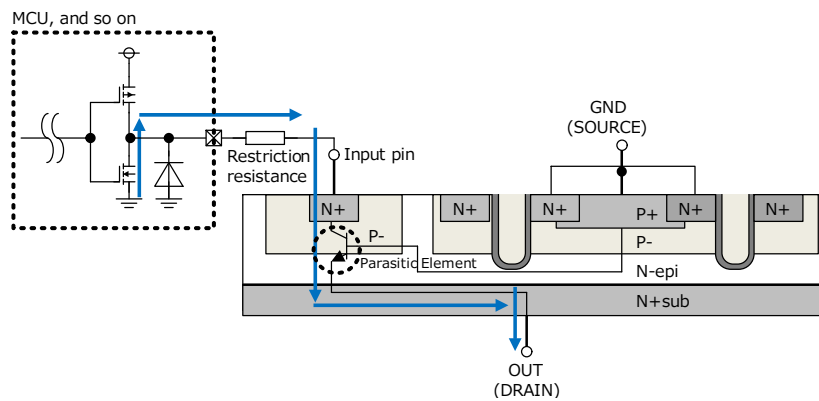 MCU, and so on
GND
(SOURCE)
Restriction
resistance
Input pin
N+
N+
N+
P+
N+
N+
P-
P-
Parasitic Element
N-epi
N+sub
OUT
(DRAIN)